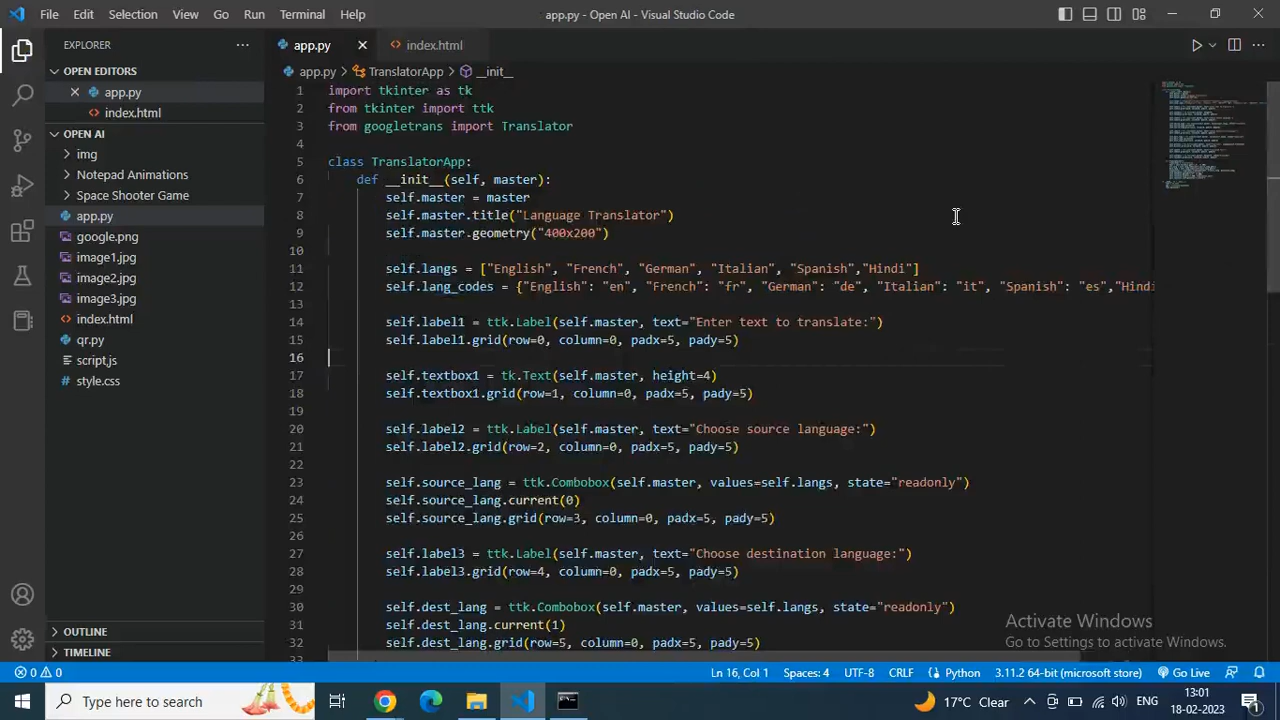 File Edit Selection View Go Run Terminal Help app.py - Open AI - Visual Studio Code
EXPLORER
OPEN EDITORS
app.py
index.html
OPEN AI
img
Notepad Animations
Space Shooter Game
app.py
google.png
image1.jpg
image2.jpg
image3.jpg
index.html
qr.py
script.js
style.css
OUTLINE
TIMELINE
app.py index.html
app.py > TranslatorApp > __init__
1 import tkinter as tk
2 from tkinter import ttk
3 from googletrans import Translator
4
5 class TranslatorApp:
6 def __init__(self, master):
7 self.master = master
8 self.master.title("Language Translator")
9 self.master.geometry("400x200")
10
11 self.langs = ["English", "French", "German", "Italian", "Spanish","Hindi"]
12 self.lang_codes = {"English": "en", "French": "fr", "German": "de", "Italian": "it", "Spanish": "es","Hindi
13
14 self.label1 = ttk.Label(self.master, text="Enter text to translate:")
15 self.label1.grid(row=0, column=0, padx=5, pady=5)
16
17 self.textbox1 = tk.Text(self.master, height=4)
18 self.textbox1.grid(row=1, column=0, padx=5, pady=5)
19
20 self.label2 = ttk.Label(self.master, text="Choose source language:")
21 self.label2.grid(row=2, column=0, padx=5, pady=5)
22
23 self.source_lang = ttk.Combobox(self.master, values=self.langs, state="readonly")
24 self.source_lang.current(0)
25 self.source_lang.grid(row=3, column=0, padx=5, pady=5)
26
27 self.label3 = ttk.Label(self.master, text="Choose destination language:")
28 self.label3.grid(row=4, column=0, padx=5, pady=5)
29
30 self.dest_lang = ttk.Combobox(self.master, values=self.langs, state="readonly")
31 self.dest_lang.current(1)
32 self.dest_lang.grid(row=5, column=0, padx=5, pady=5)
33
Activate Windows
Go to Settings to activate Windows.
0 0 Ln 16, Col 1 Spaces: 4 UTF-8 CRLF Python 3.11.2 64-bit (microsoft store) Go Live
Type here to search 17°C Clear ENG 13:01
18-02-2023 1